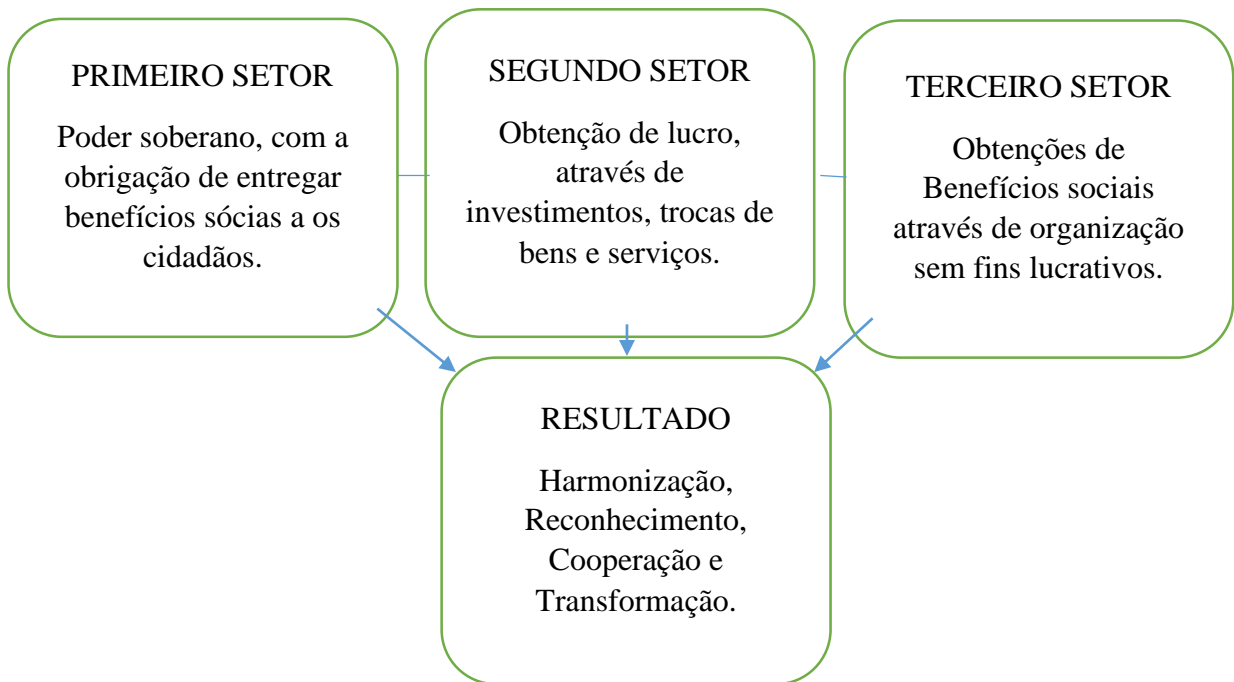 PRIMEIRO SETOR
Poder soberano, com a
obrigação de entregar
benefícios sócias a os
cidadãos.
SEGUNDO SETOR
Obtenção de lucro,
através de
investimentos, trocas de
bens e serviços.
TERCEIRO SETOR
Obtenções de
Benefícios sociais
através de organização
sem fins lucrativos.
RESULTADO
Harmonização,
Reconhecimento,
Cooperação e
Transformação.